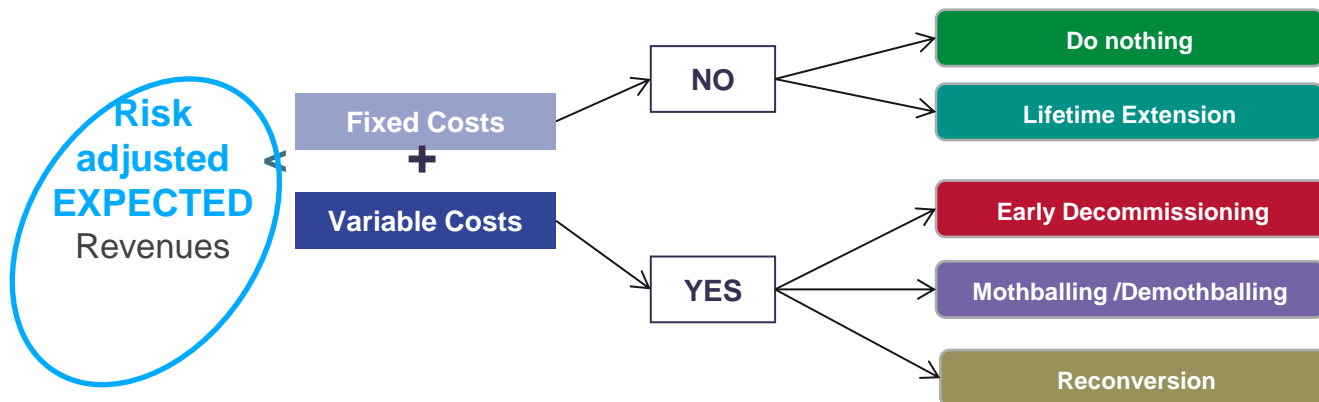 Risk
adjusted
EXPECTED
Revenues
<
Fixed Costs
+
Variable Costs
NO
YES
Do nothing
Lifetime Extension
Early Decommissioning
Mothballing /Demothballing
Reconversion